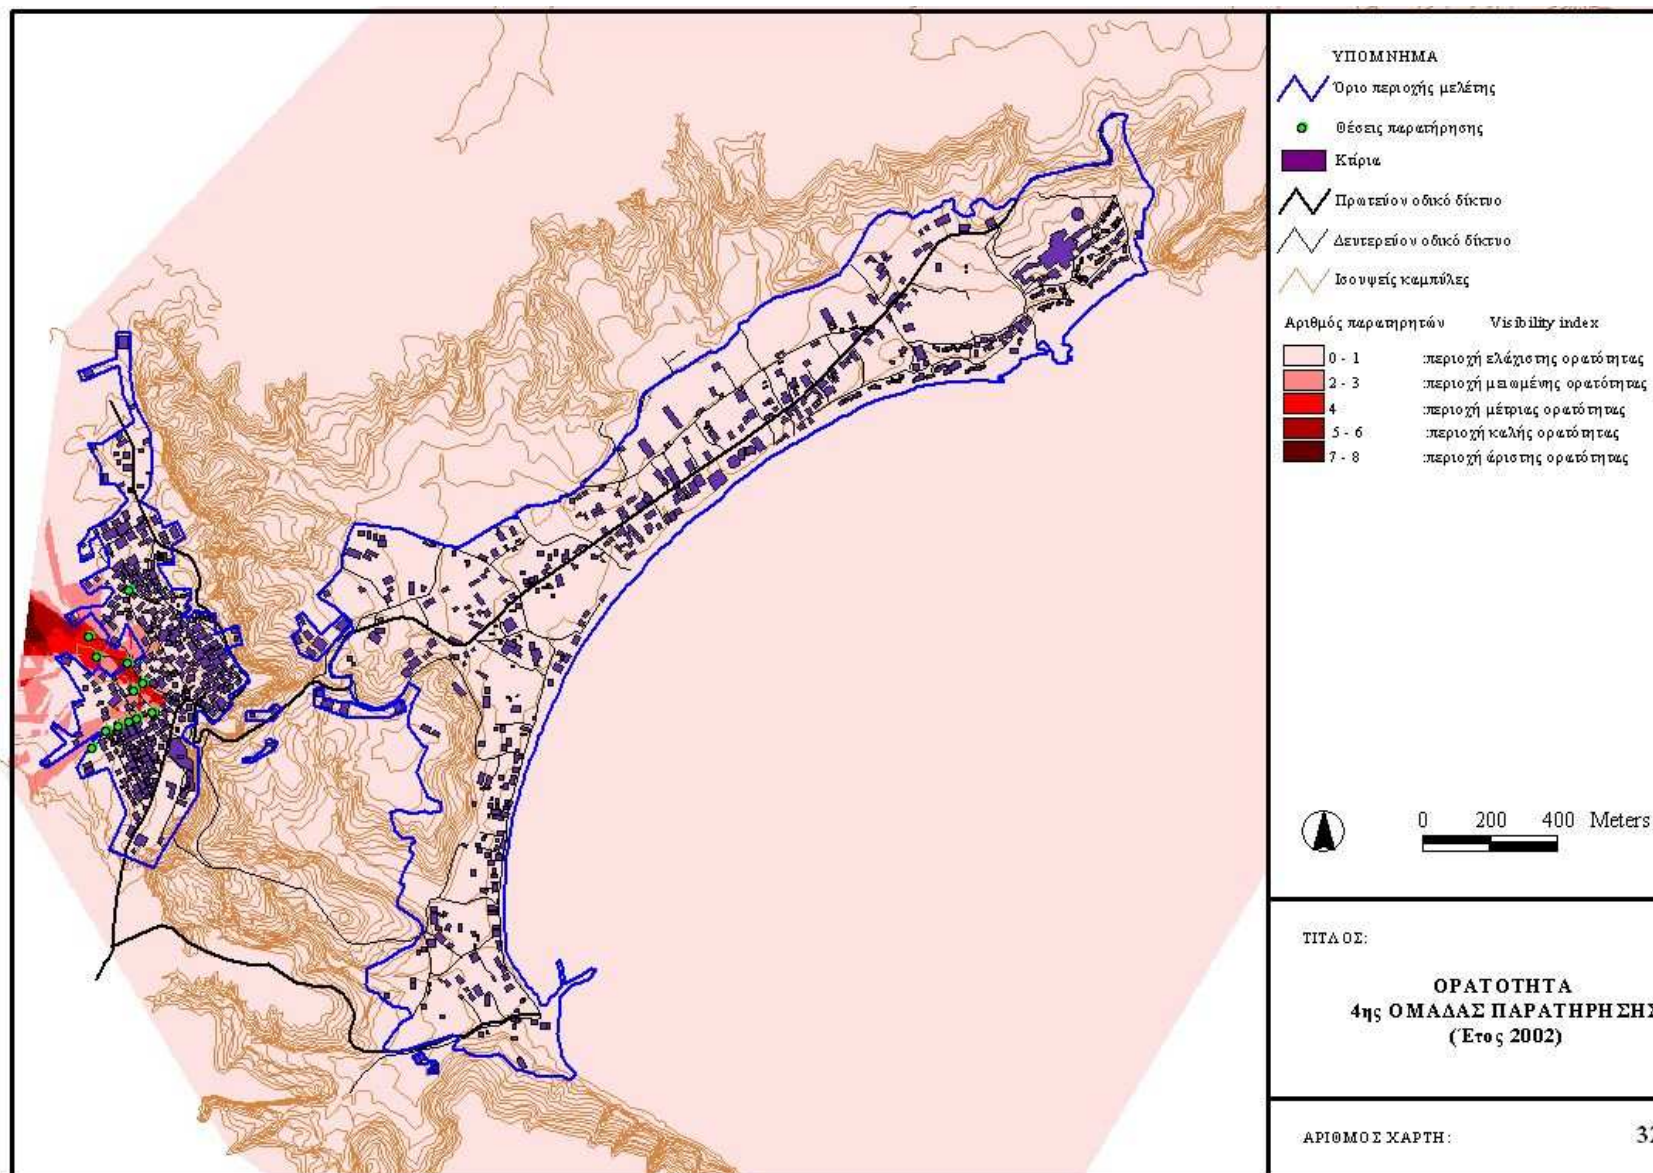 ΥΠΟΜΝΗΜΑ
Όριο περιοχής μελέτης
Θέσεις παρατήρησης
Κτίρια
Πρωτεύον οδικό δίκτυο
Δευτερεύον οδικό δίκτυο
Ισουψείς καμπύλες
Αριθμός παρατηρητών Visibility index
0 - 1 :περιοχή ελάχιστης ορατότητας
2 - 3 :περιοχή μειωμένης ορατότητας
4 :περιοχή μέτριας ορατότητας
5 - 6 :περιοχή καλής ορατότητας
7 - 8 :περιοχή άριστης ορατότητας
0 200 400 Meters
ΤΙΤΛΟΣ:
ΟΡΑΤΟΤΗΤΑ
4ης ΟΜΑΔΑΣ ΠΑΡΑΤΗΡΗΣΗΣ
(Έτος 2002)
ΑΡΙΘΜΟΣ ΧΑΡΤΗ: